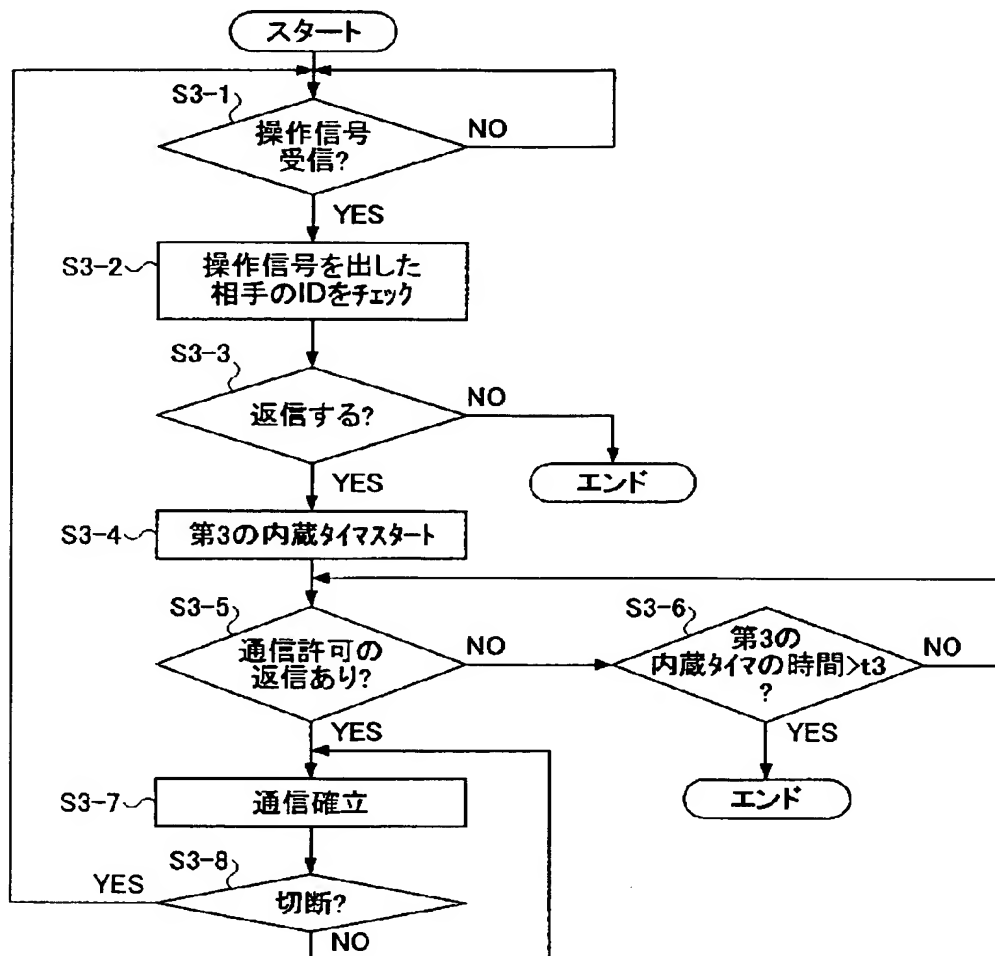 スタート
S3-1
操作信号
受信?
NO
YES
S3-2
操作信号を出した
相手のIDをチェック
S3-3
返信する?
NO
YES
エンド
S3-4
第3の内蔵タイマスタート
S3-5
通信許可の
返信あり?
NO
YES
S3-6
第3の
内蔵タイマの時間>t3
?
NO
YES
エンド
S3-7
通信確立
S3-8
切断?
YES
NO